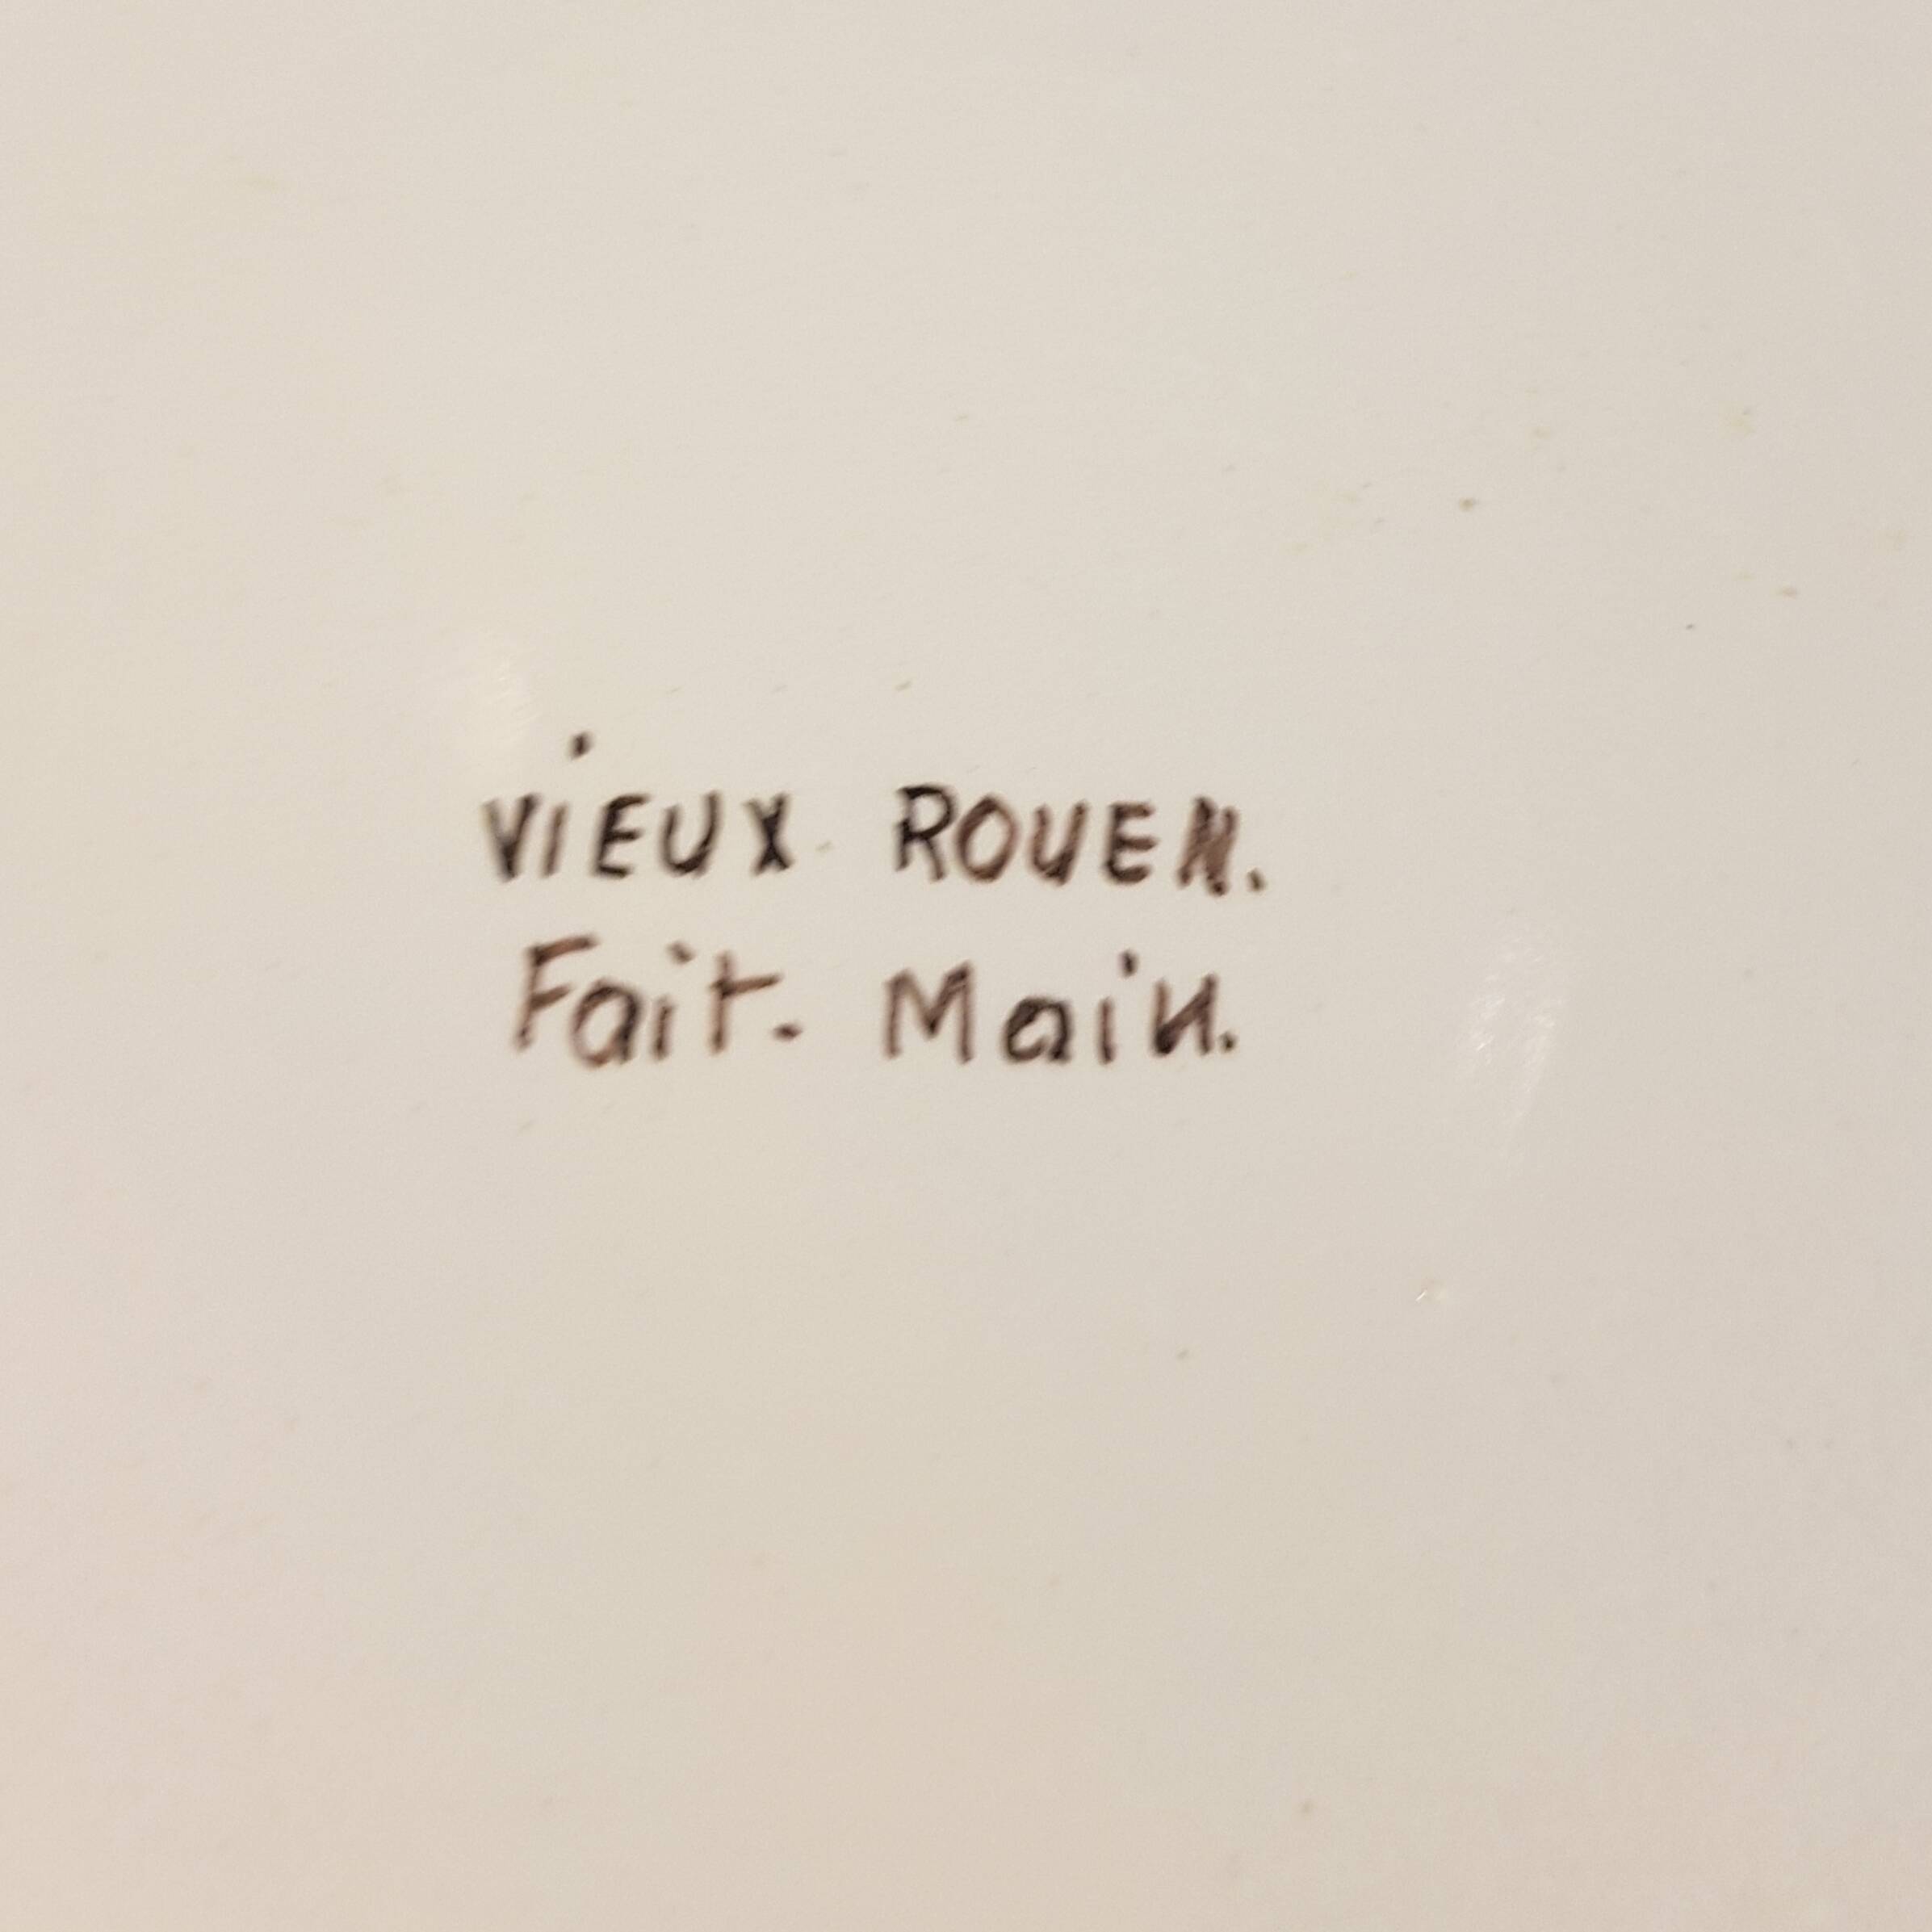 ViEUX ROUEN.
Fait. Main.